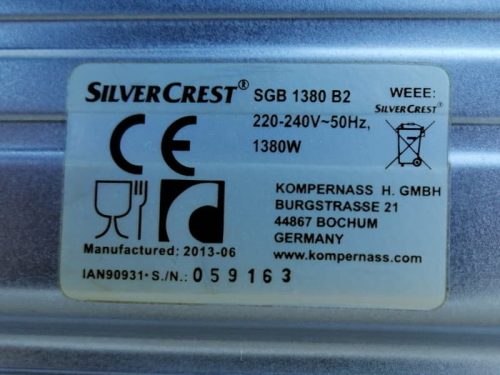 SILVERCREST® SGB 1380 B2
WEEE:
SILVERCREST®
220-240V~50Hz,
1380W
CE
KOMPERNASS H. GMBH
BURGSTRASSE 21
44867 BOCHUM
GERMANY
www.kompernass.com
Manufactured: 2013-06
IAN90931• S./N.: 059163